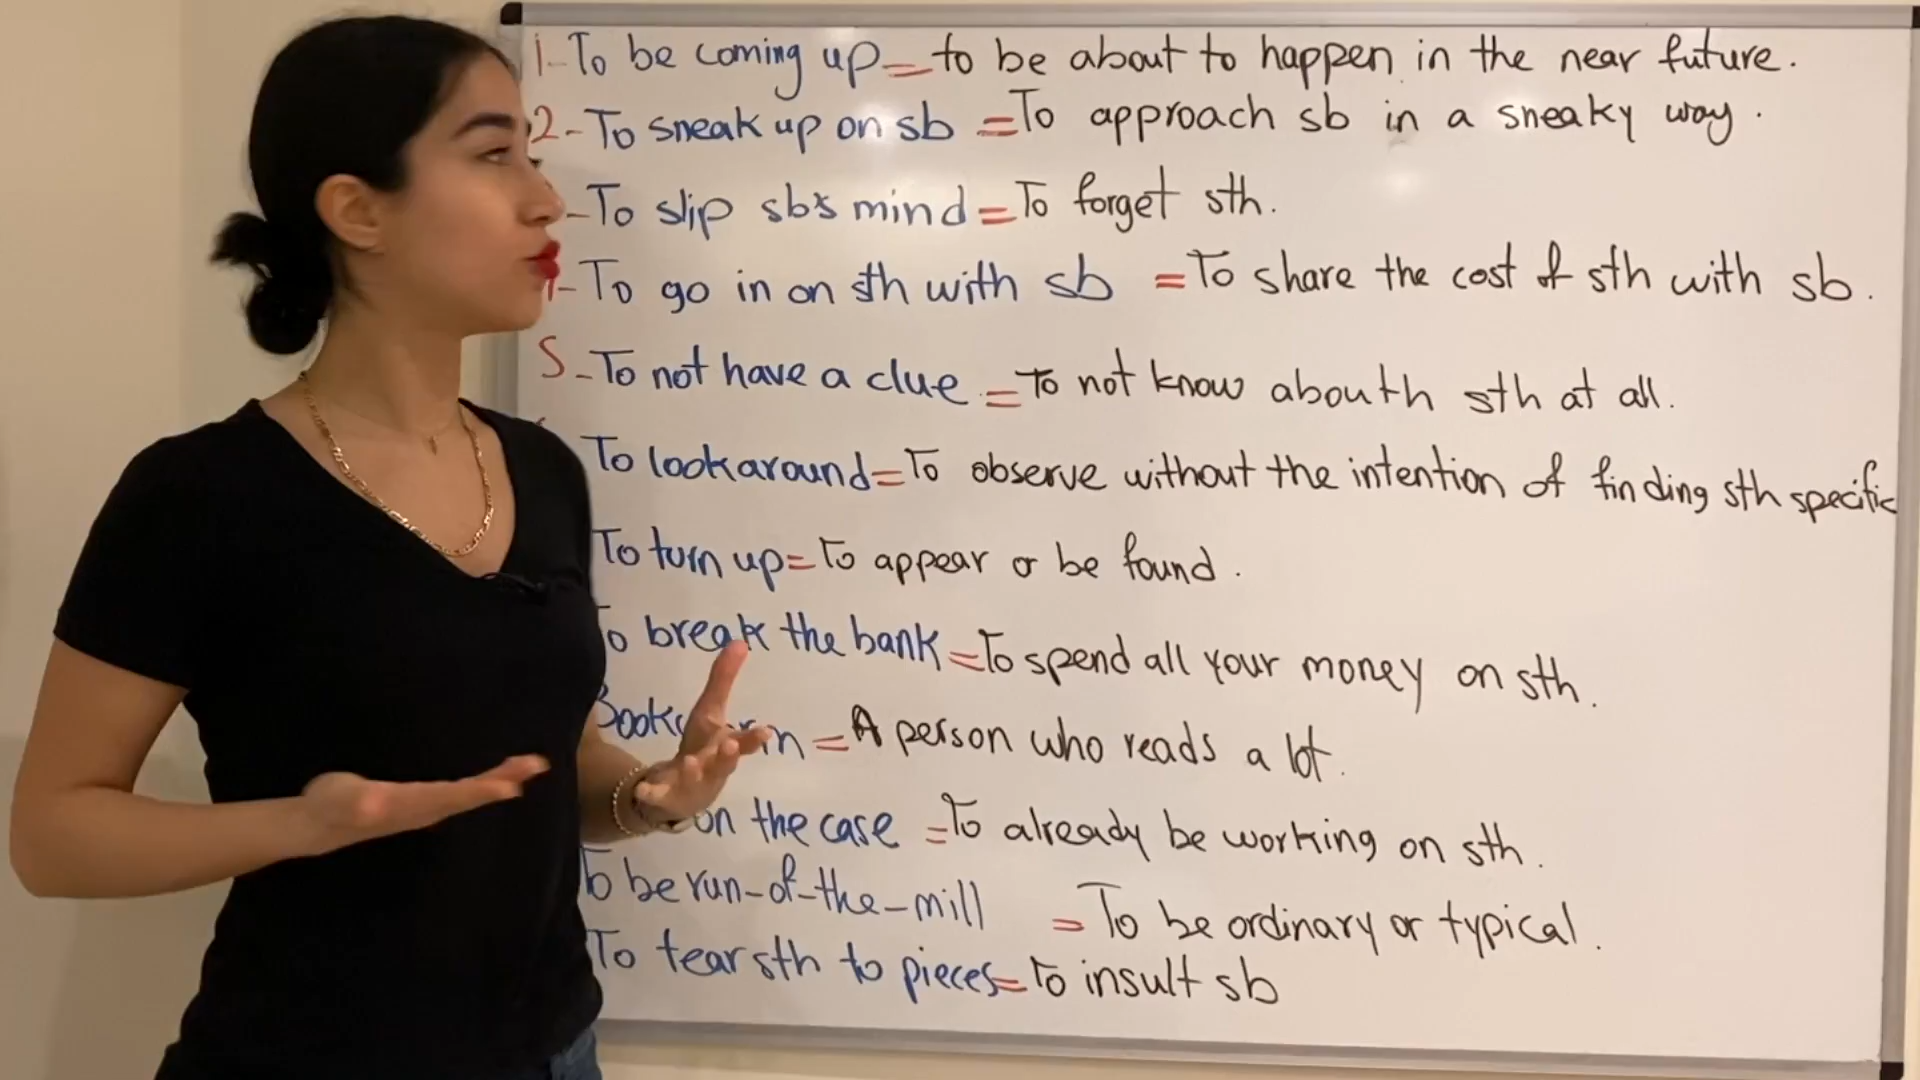 1- To be coming up = to be about to happen in the near future.
2- To sneak up on sb = To approach sb in a sneaky way.
- To slip sb's mind = To forget sth.
- To go in on sth with sb = To share the cost of sth with sb.
5- To not have a clue = To not know abouth sth at all.
To look around = To observe without the intention of finding sth specific
To turn up = To appear or be found.
To break the bank = To spend all your money on sth.
= A person who reads a lot.
on the case = To already be working on sth.
To be run-of-the-mill = To be ordinary or typical.
To tear sth to pieces = To insult sb